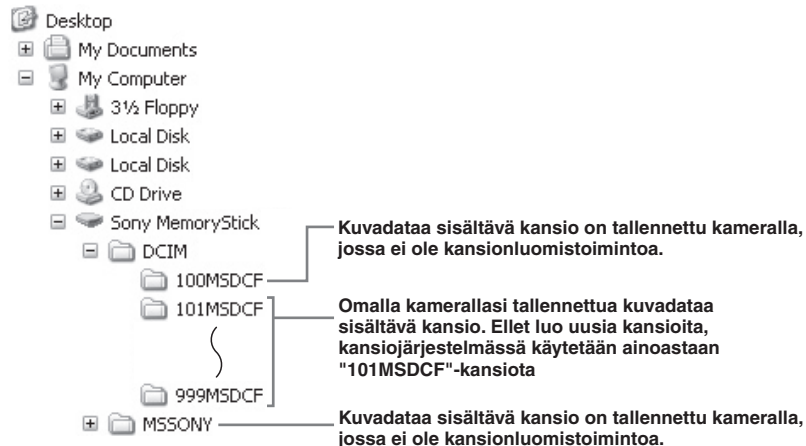 Desktop
My Documents
My Computer
3½ Floppy
Local Disk
Local Disk
CD Drive
Sony MemoryStick
DCIM
100MSDCF
Kuvadataa sisältävä kansio on tallennettu kameralla,
jossa ei ole kansionluomistoimintoa.
101MSDCF
999MSDCF
Omalla kamerallasi tallennettua kuvadataa
sisältävä kansio. Ellet luo uusia kansioita,
kansiojärjestelmässä käytetään ainoastaan
"101MSDCF"-kansiota
MSSONY
Kuvadataa sisältävä kansio on tallennettu kameralla,
jossa ei ole kansionluomistoimintoa.